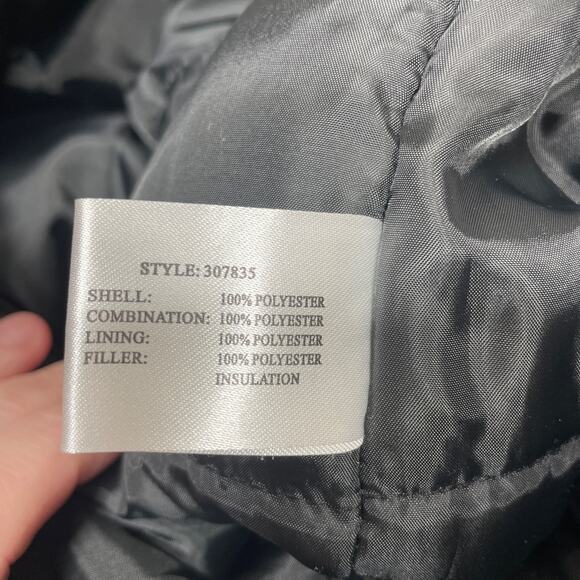 STYLE: 307835
SHELL: 100% POLYESTER
COMBINATION: 100% POLYESTER
LINING: 100% POLYESTER
FILLER: 100% POLYESTER
INSULATION